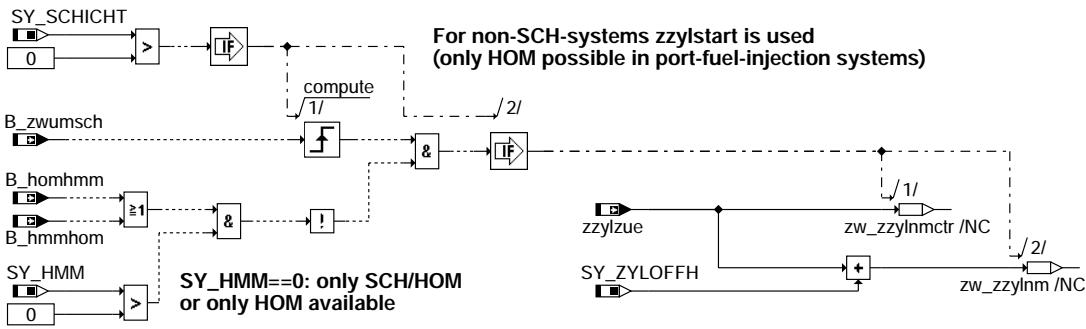 SY_SCHICHT
0
>
IF
For non-SCH-systems zzylstart is used
(only HOM possible in port-fuel-injection systems)
compute
1/
2/
B_zwumsch
&
IF
B_homhmm
≧1
&
!
B_hmmhom
1/
zzylzue
zw_zzylnmctr /NC
SY_HMM
0
>
SY_HMM==0: only SCH/HOM
or only HOM available
SY_ZYLOFFH
+
2/
zw_zzylnm /NC